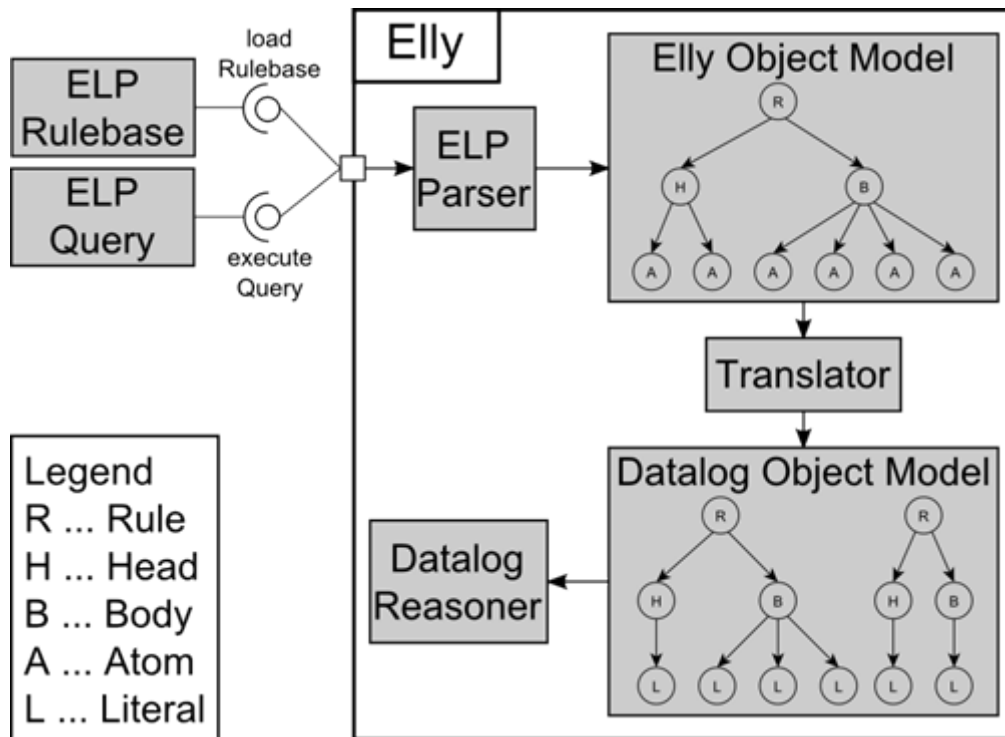 Elly
load
Rulebase
ELP
Rulebase
ELP
Query
execute
Query
ELP
Parser
Elly Object Model
R
H
B
A
A
A
A
A
A
Translator
Datalog Object Model
R
R
H
B
H
B
L
L
L
L
L
L
Datalog
Reasoner
Legend
R ... Rule
H ... Head
B ... Body
A ... Atom
L ... Literal